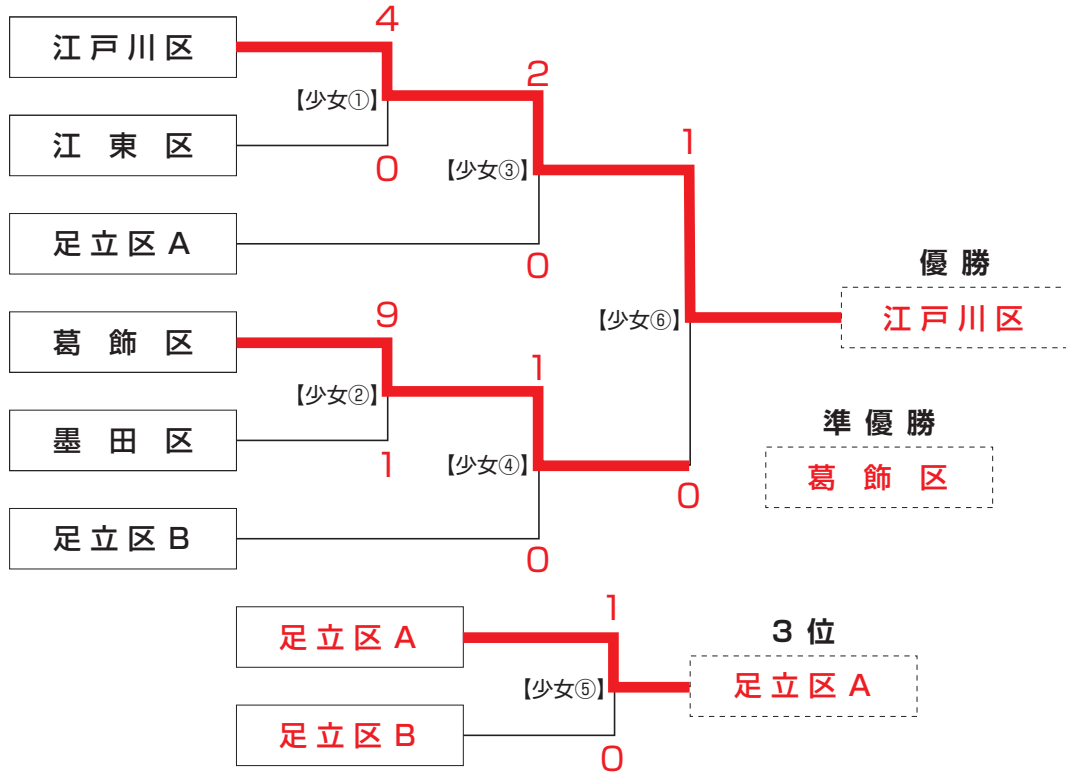 4
江戸川区
2
【少女①】
江東区
0
【少女③】
1
足立区A
0
優勝
9
【少女⑥】
江戸川区
葛飾区
1
【少女②】
準優勝
墨田区
1
【少女④】
葛飾区
0
足立区B
0
1
足立区A
3位
【少女⑤】
足立区A
足立区B
0